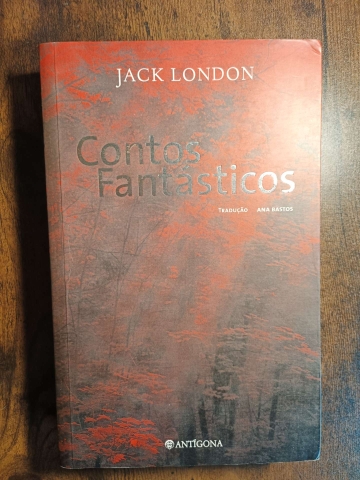 JACK LONDON
Contos
Fantásticos
TRADUÇÃO ANA BASTOS
ANTÍGONA